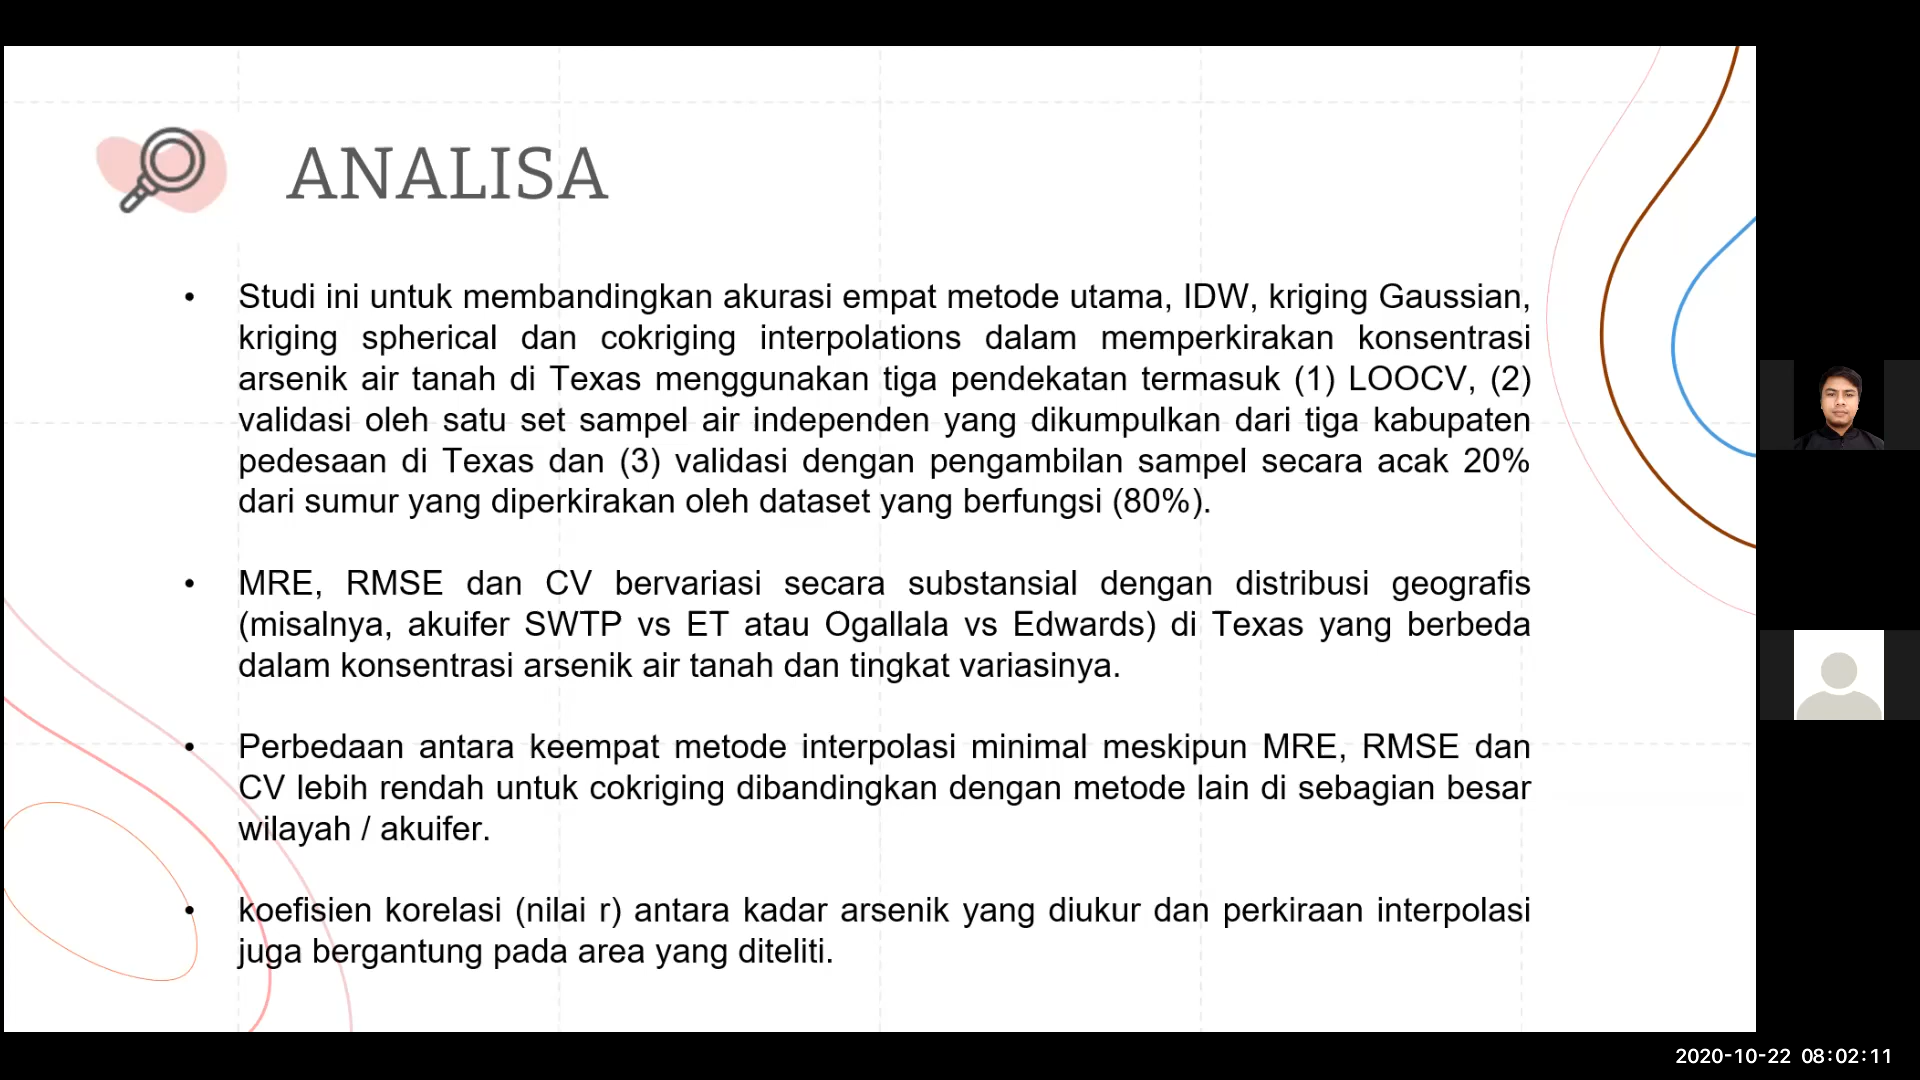 ANALISA
• Studi ini untuk membandingkan akurasi empat metode utama, IDW, kriging Gaussian,
kriging spherical dan cokriging interpolations dalam memperkirakan konsentrasi
arsenik air tanah di Texas menggunakan tiga pendekatan termasuk (1) LOOCV, (2)
validasi oleh satu set sampel air independen yang dikumpulkan dari tiga kabupaten
pedesaan di Texas dan (3) validasi dengan pengambilan sampel secara acak 20%
dari sumur yang diperkirakan oleh dataset yang berfungsi (80%).
• MRE, RMSE dan CV bervariasi secara substansial dengan distribusi geografis
(misalnya, akuifer SWTP vs ET atau Ogallala vs Edwards) di Texas yang berbeda
dalam konsentrasi arsenik air tanah dan tingkat variasinya.
• Perbedaan antara keempat metode interpolasi minimal meskipun MRE, RMSE dan
CV lebih rendah untuk cokriging dibandingkan dengan metode lain di sebagian besar
wilayah / akuifer.
• koefisien korelasi (nilai r) antara kadar arsenik yang diukur dan perkiraan interpolasi
juga bergantung pada area yang diteliti.
2020-10-22 08:02:11